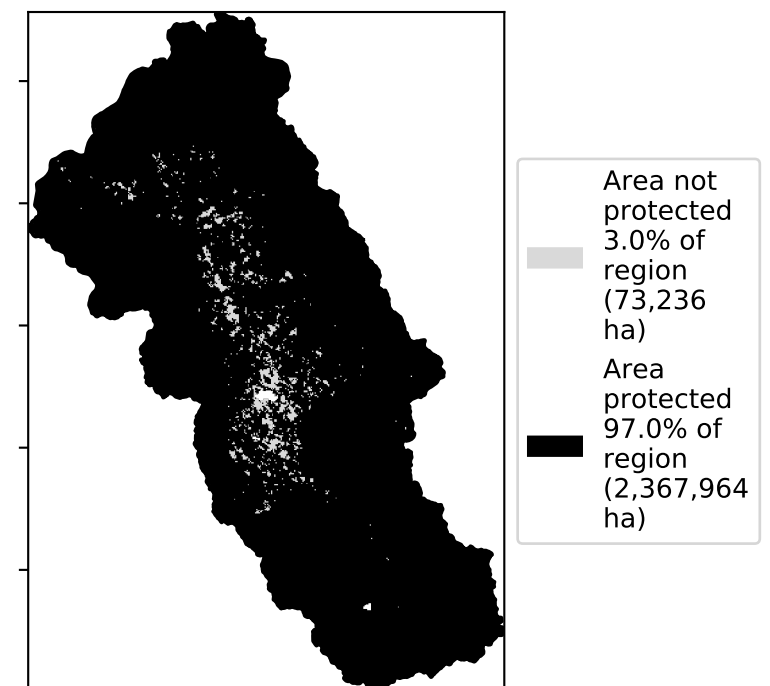 Area not
protected
3.0% of
region
(73,236
ha)
Area
protected
97.0% of
region
(2,367,964
ha)